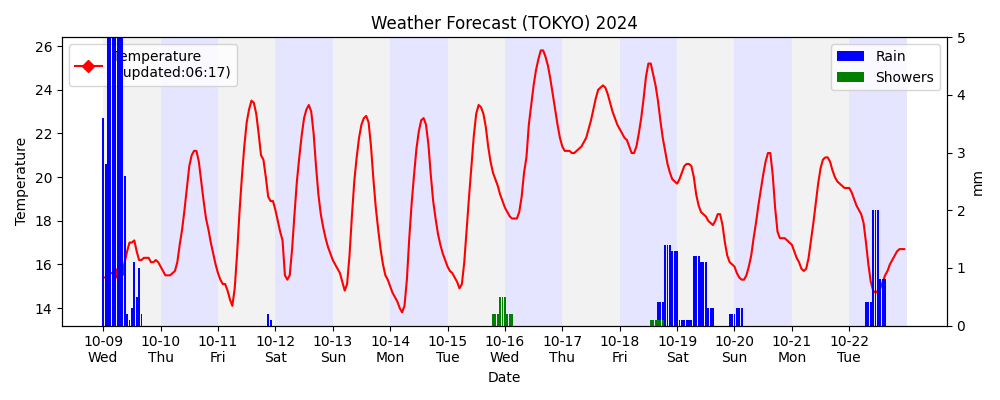 Weather Forecast (TOKYO) 2024
Temperature
(updated:06:17)
Rain
Showers
Temperature
26
24
22
20
18
16
14
5
4
3
2
1
0
mm
10-09 10-10 10-11 10-12 10-13 10-14 10-15 10-16 10-17 10-18 10-19 10-20 10-21 10-22
Wed Thu Fri Sat Sun Mon Tue Wed Thu Fri Sat Sun Mon Tue
Date